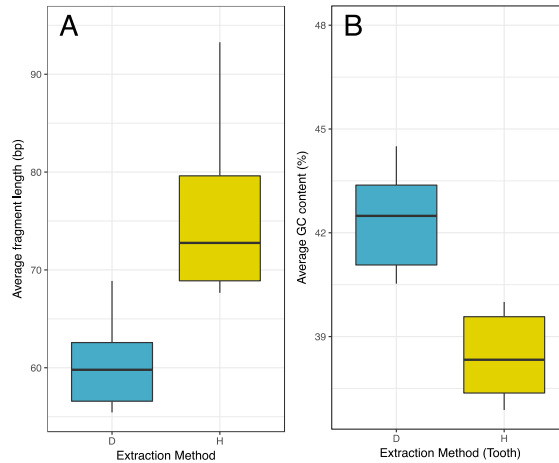 A
Average fragment length (bp)
90
80
70
60
D
H
Extraction Method
B
Average GC content (%)
48
45
42
39
D
H
Extraction Method (Tooth)